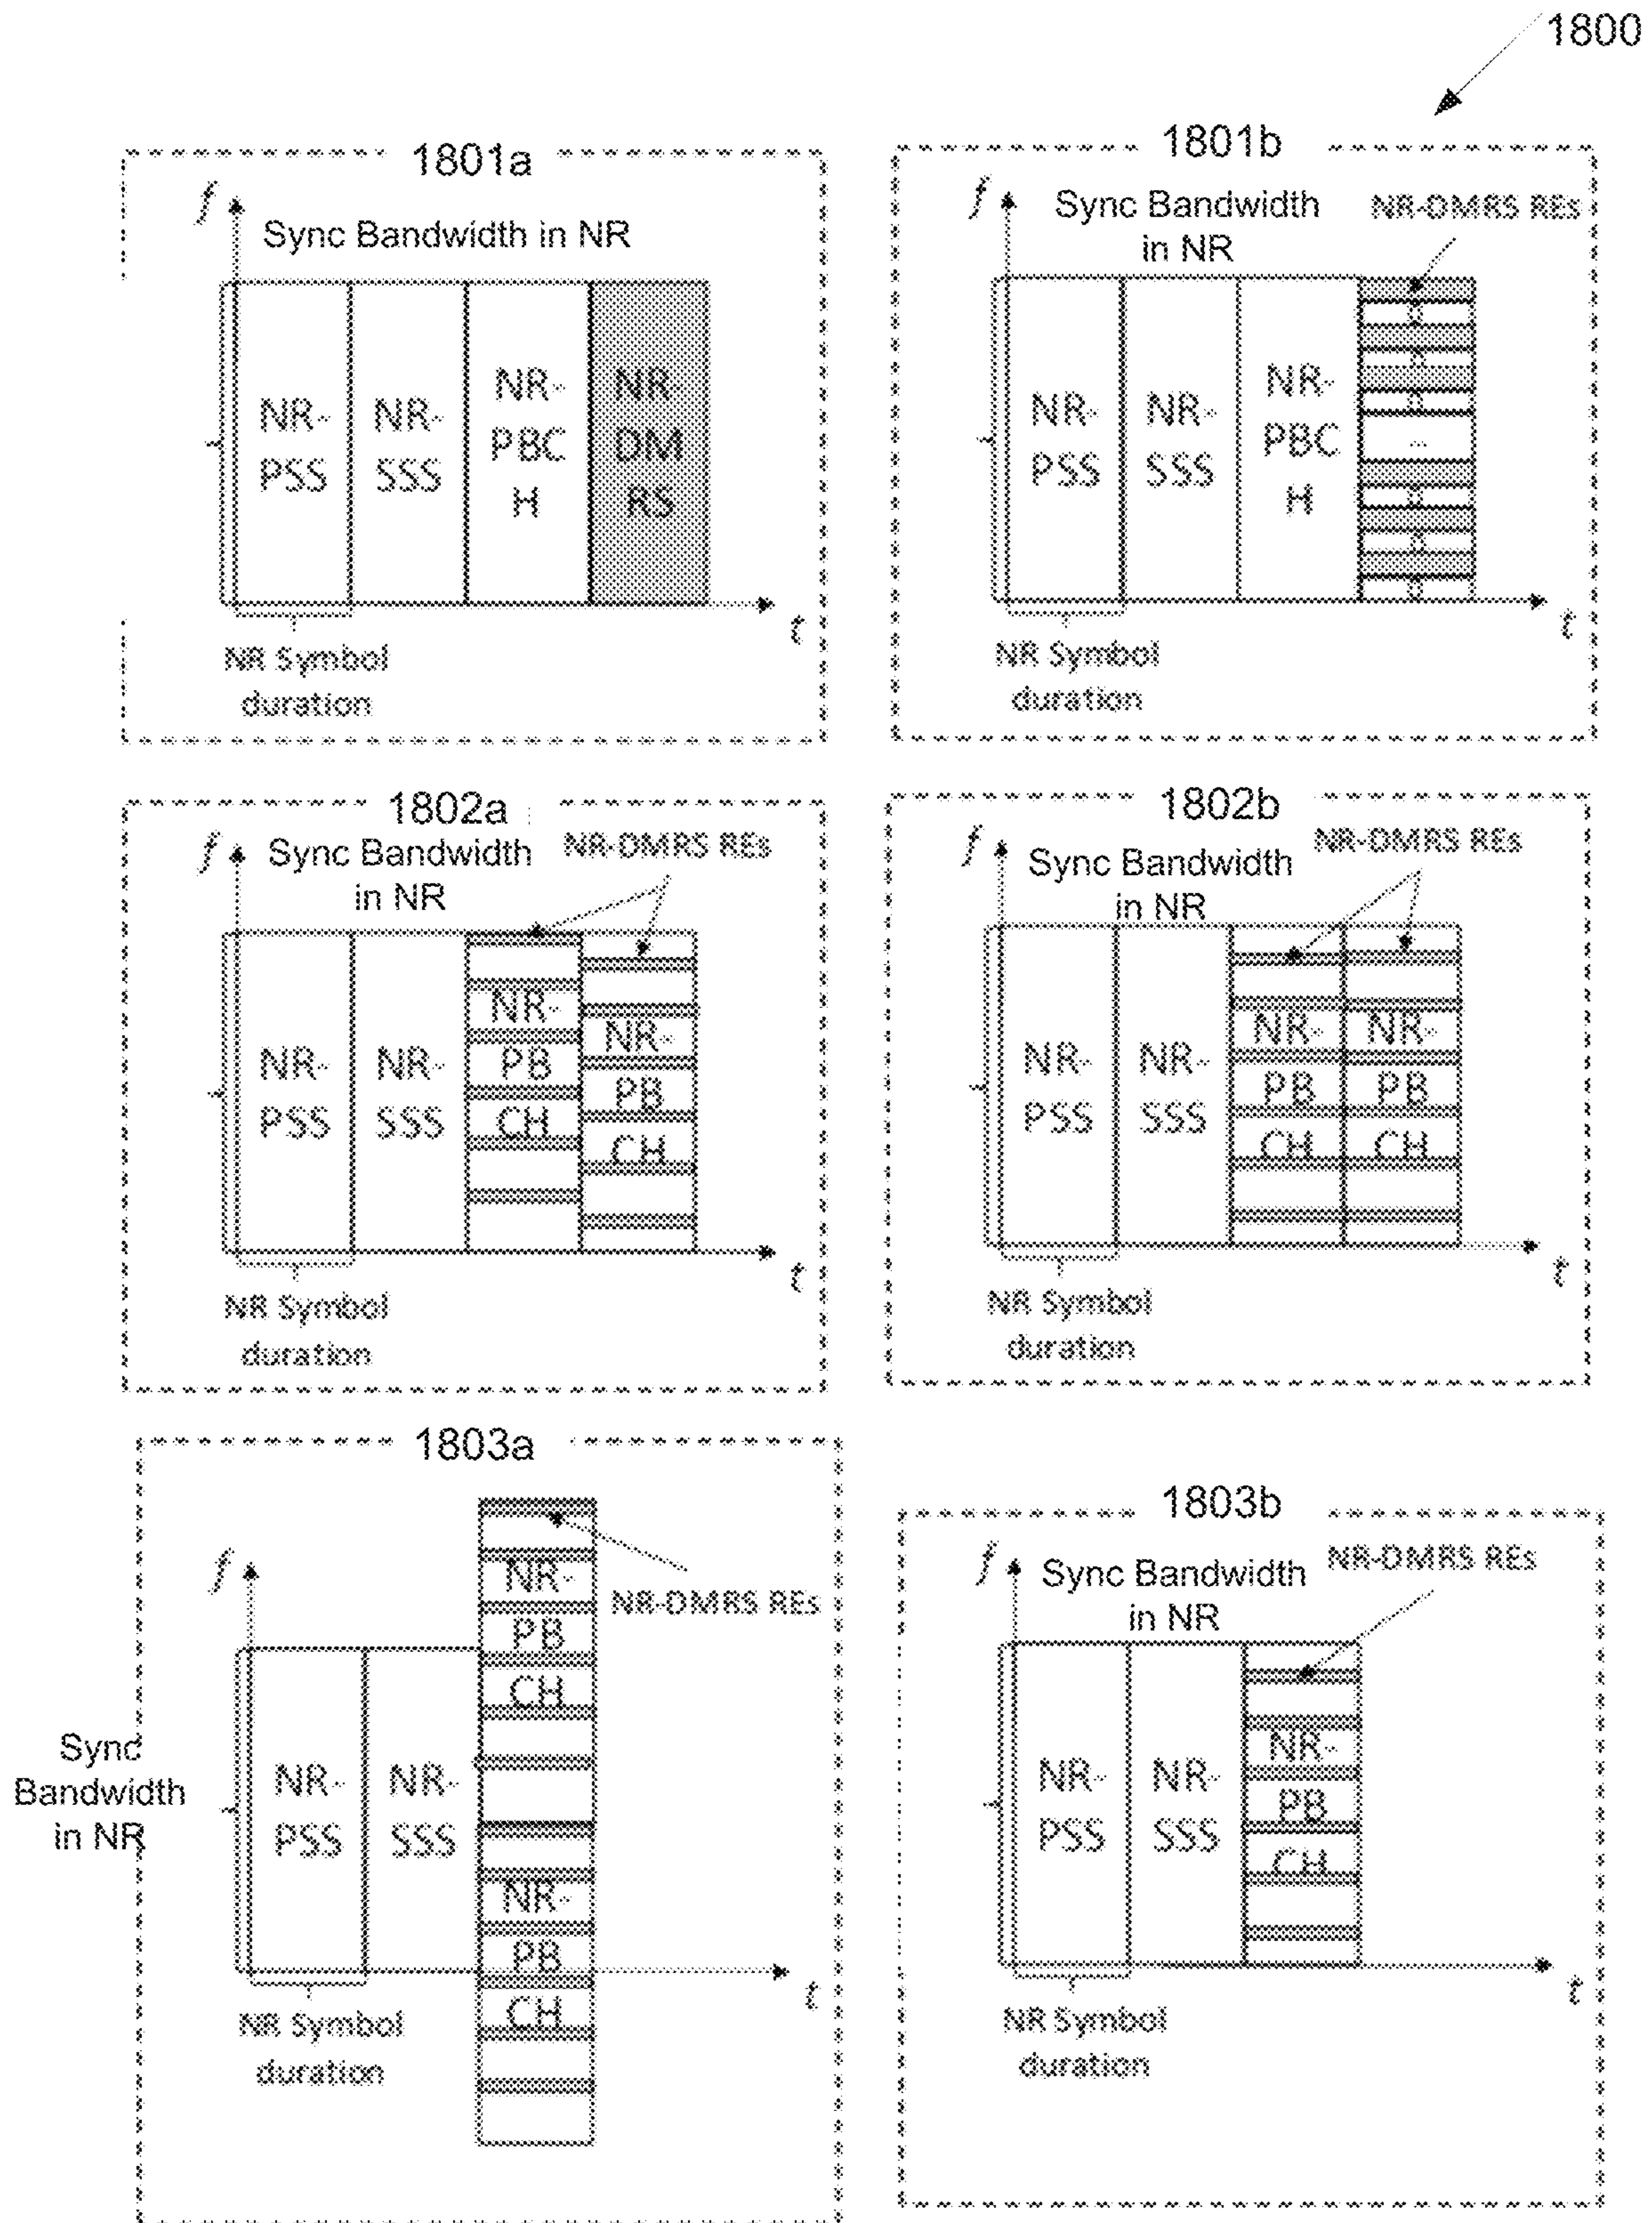 1800
1801a
f
Sync Bandwidth in NR
NR-
PSS
NR-
SSS
NR-
PBC
H
NR-
DM
RS
t
NR Symbol
duration
1801b
f
Sync Bandwidth
in NR
NR-DMRS REs
NR-
PSS
NR-
SSS
NR-
PBC
H
...
t
NR Symbol
duration
1802a
f
Sync Bandwidth
in NR
NR-DMRS REs
NR-
PSS
NR-
SSS
NR-
PB
CH
NR-
PB
CH
t
NR Symbol
duration
1802b
f
Sync Bandwidth
in NR
NR-DMRS REs
NR-
PSS
NR-
SSS
NR-
PB
CH
NR-
PB
CH
t
NR Symbol
duration
1803a
f
Sync
Bandwidth
in NR
NR-
PSS
NR-
SSS
NR-
PB
CH
NR-
PB
CH
NR-DMRS REs
t
NR Symbol
duration
1803b
f
Sync Bandwidth
in NR
NR-DMRS REs
NR-
PSS
NR-
SSS
NR-
PB
CH
t
NR Symbol
duration